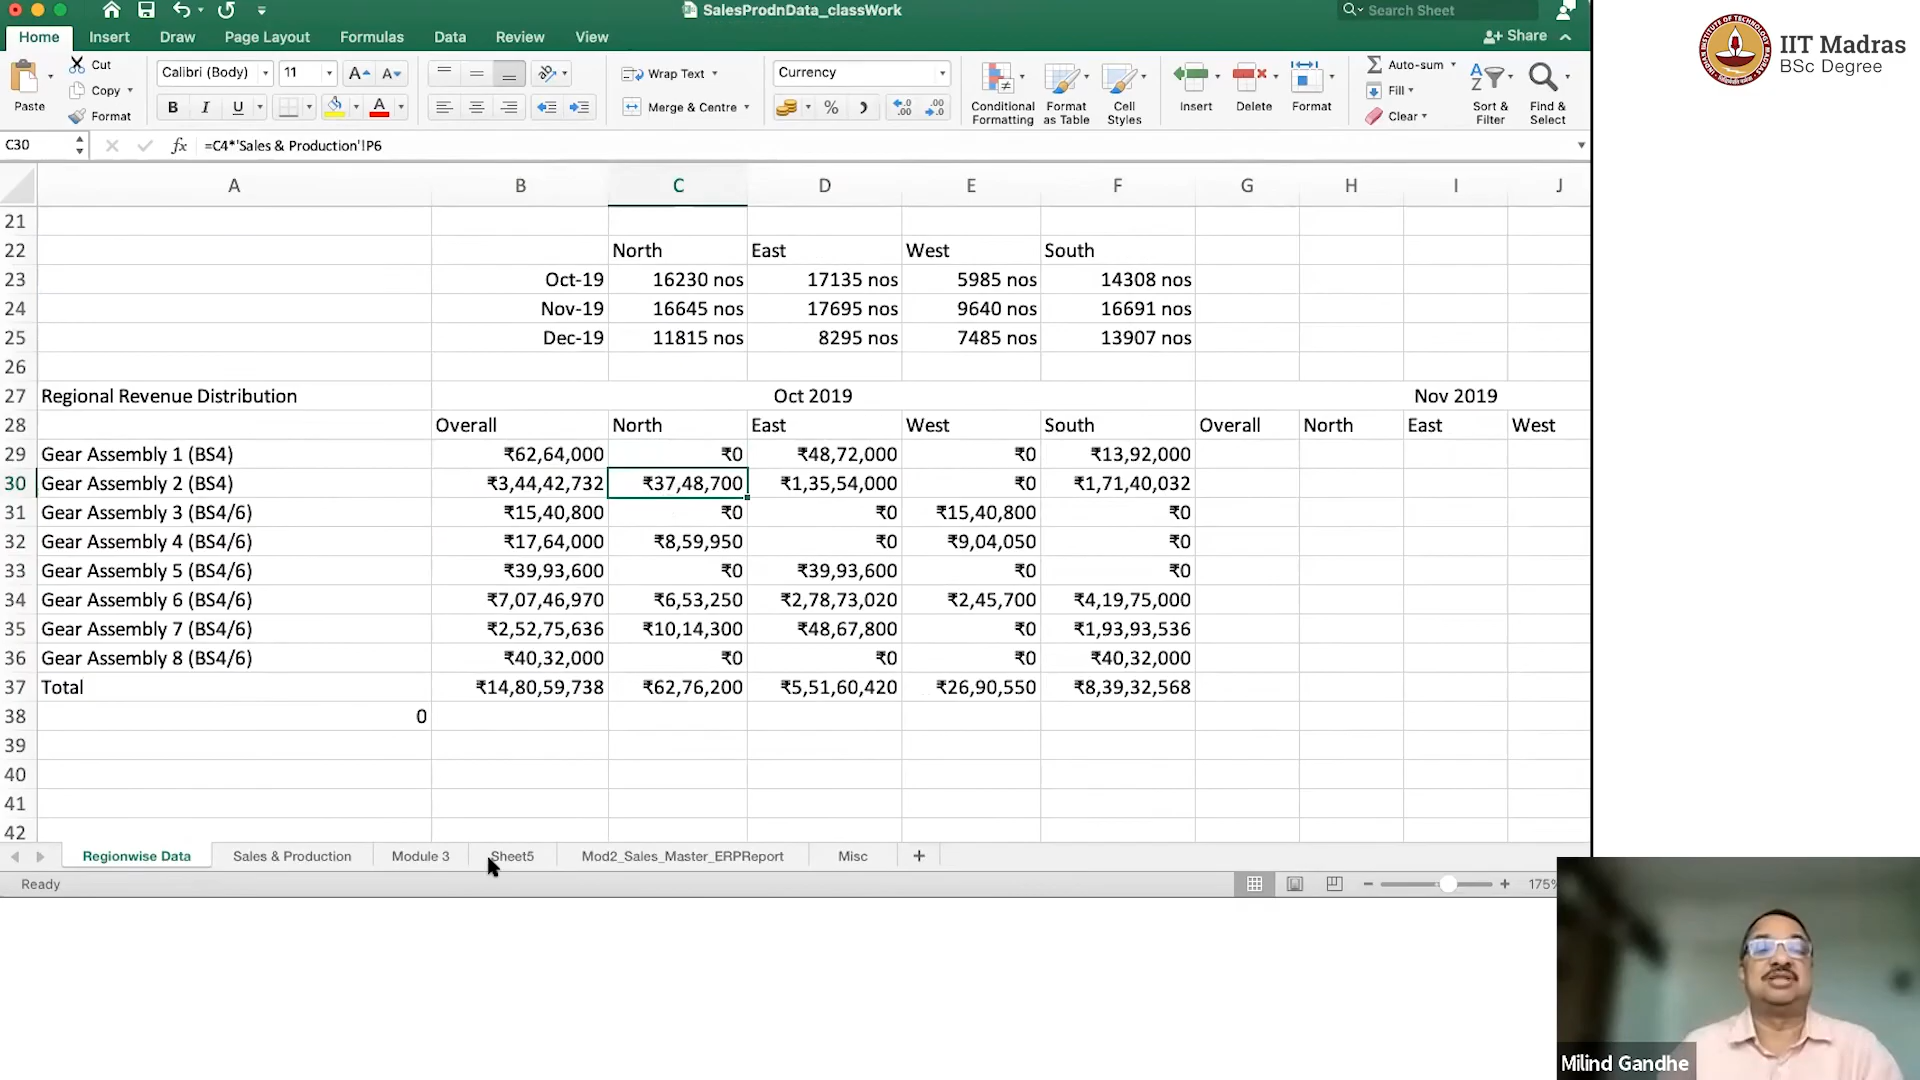 SalesProdnData_classWork
Search Sheet
Home Insert Draw Page Layout Formulas Data Review View
Share
IIT Madras
BSc Degree
Paste
Cut
Copy
Format
Calibri (Body) 11
Wrap Text
Merge & Centre
Currency
Conditional Formatting
Format as Table
Cell Styles
Insert
Delete
Format
Auto-sum
Fill
Clear
Sort & Filter
Find & Select
C30 fx =C4*'Sales & Production'!P6
A B C D E F G H I J
21
22 North East West South
23 Oct-19 16230 nos 17135 nos 5985 nos 14308 nos
24 Nov-19 16645 nos 17695 nos 9640 nos 16691 nos
25 Dec-19 11815 nos 8295 nos 7485 nos 13907 nos
26
27 Regional Revenue Distribution Oct 2019 Nov 2019
28 Overall North East West South Overall North East West
29 Gear Assembly 1 (BS4) ₹62,64,000 ₹0 ₹48,72,000 ₹0 ₹13,92,000
30 Gear Assembly 2 (BS4) ₹3,44,42,732 ₹37,48,700 ₹1,35,54,000 ₹0 ₹1,71,40,032
31 Gear Assembly 3 (BS4/6) ₹15,40,800 ₹0 ₹0 ₹15,40,800 ₹0
32 Gear Assembly 4 (BS4/6) ₹17,64,000 ₹8,59,950 ₹0 ₹9,04,050 ₹0
33 Gear Assembly 5 (BS4/6) ₹39,93,600 ₹0 ₹39,93,600 ₹0 ₹0
34 Gear Assembly 6 (BS4/6) ₹7,07,46,970 ₹6,53,250 ₹2,78,73,020 ₹2,45,700 ₹4,19,75,000
35 Gear Assembly 7 (BS4/6) ₹2,52,75,636 ₹10,14,300 ₹48,67,800 ₹0 ₹1,93,93,536
36 Gear Assembly 8 (BS4/6) ₹40,32,000 ₹0 ₹0 ₹0 ₹40,32,000
37 Total ₹14,80,59,738 ₹62,76,200 ₹5,51,60,420 ₹26,90,550 ₹8,39,32,568
38 0
39
40
41
42
Regionwise Data Sales & Production Module 3 Sheet5 Mod2_Sales_Master_ERPReport Misc
Ready 175%
Milind Gandhe